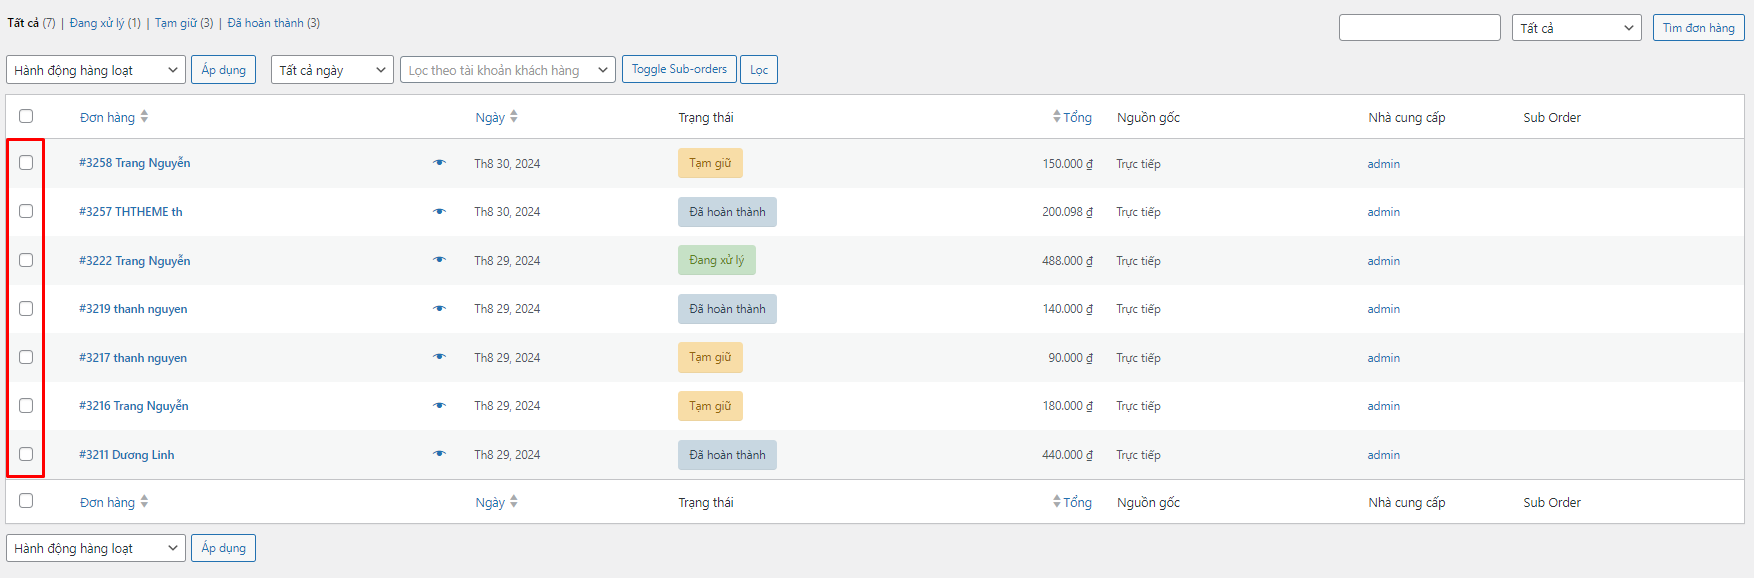 Tất cả (7) | Đang xử lý (1) | Tạm giữ (3) | Đã hoàn thành (3)
Tất cả Tìm đơn hàng
Hành động hàng loạt Áp dụng Tất cả ngày Lọc theo tài khoản khách hàng Toggle Sub-orders Lọc
Đơn hàng Ngày Trạng thái Tổng Nguồn gốc Nhà cung cấp Sub Order
#3258 Trang Nguyễn Th8 30, 2024 Tạm giữ 150.000 ₫ Trực tiếp admin
#3257 THTHEME th Th8 30, 2024 Đã hoàn thành 200.098 ₫ Trực tiếp admin
#3222 Trang Nguyễn Th8 29, 2024 Đang xử lý 488.000 ₫ Trực tiếp admin
#3219 thanh nguyen Th8 29, 2024 Đã hoàn thành 140.000 ₫ Trực tiếp admin
#3217 thanh nguyen Th8 29, 2024 Tạm giữ 90.000 ₫ Trực tiếp admin
#3216 Trang Nguyễn Th8 29, 2024 Tạm giữ 180.000 ₫ Trực tiếp admin
#3211 Dương Linh Th8 29, 2024 Đã hoàn thành 440.000 ₫ Trực tiếp admin
Đơn hàng Ngày Trạng thái Tổng Nguồn gốc Nhà cung cấp Sub Order
Hành động hàng loạt Áp dụng